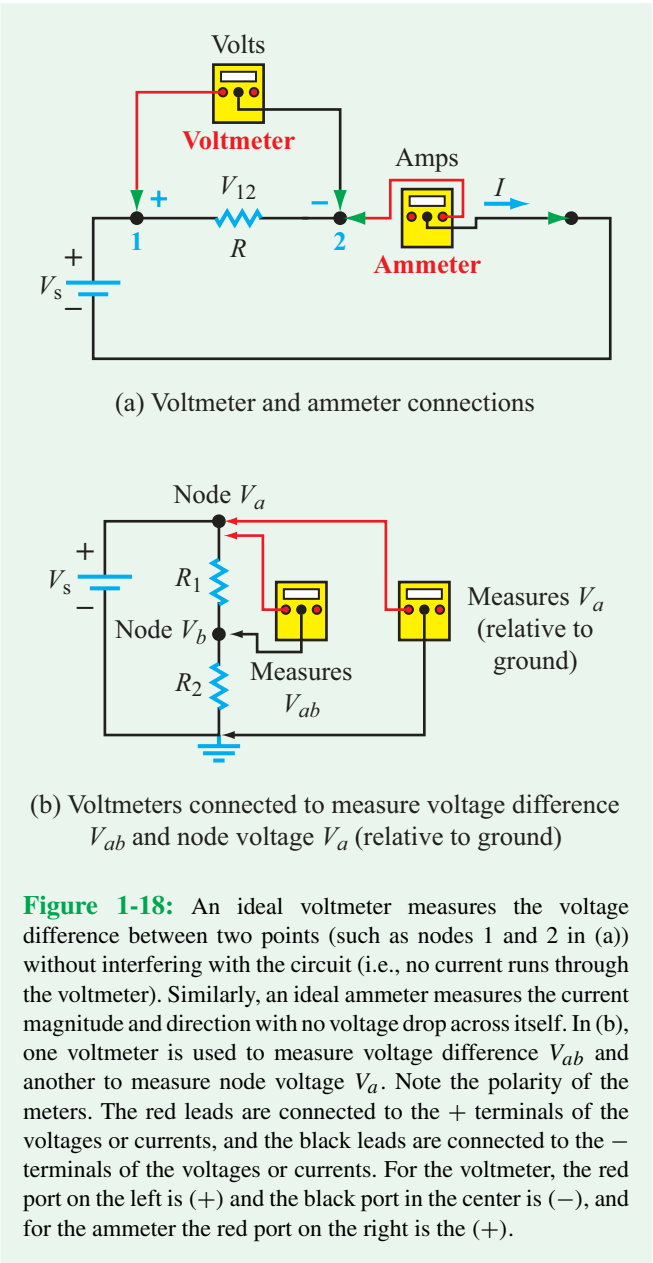 Volts
Voltmeter
Amps
V12
I
+
−
1
R
2
Ammeter
+
Vs
−
(a) Voltmeter and ammeter connections
Node Va
+
Vs
−
R1
Measures Va
(relative to
ground)
Node Vb
Measures
Vab
R2
(b) Voltmeters connected to measure voltage difference
Vab and node voltage Va (relative to ground)
Figure 1-18: An ideal voltmeter measures the voltage
difference between two points (such as nodes 1 and 2 in (a))
without interfering with the circuit (i.e., no current runs through
the voltmeter). Similarly, an ideal ammeter measures the current
magnitude and direction with no voltage drop across itself. In (b),
one voltmeter is used to measure voltage difference Vab and
another to measure node voltage Va. Note the polarity of the
meters. The red leads are connected to the + terminals of the
voltages or currents, and the black leads are connected to the −
terminals of the voltages or currents. For the voltmeter, the red
port on the left is (+) and the black port in the center is (−), and
for the ammeter the red port on the right is the (+).